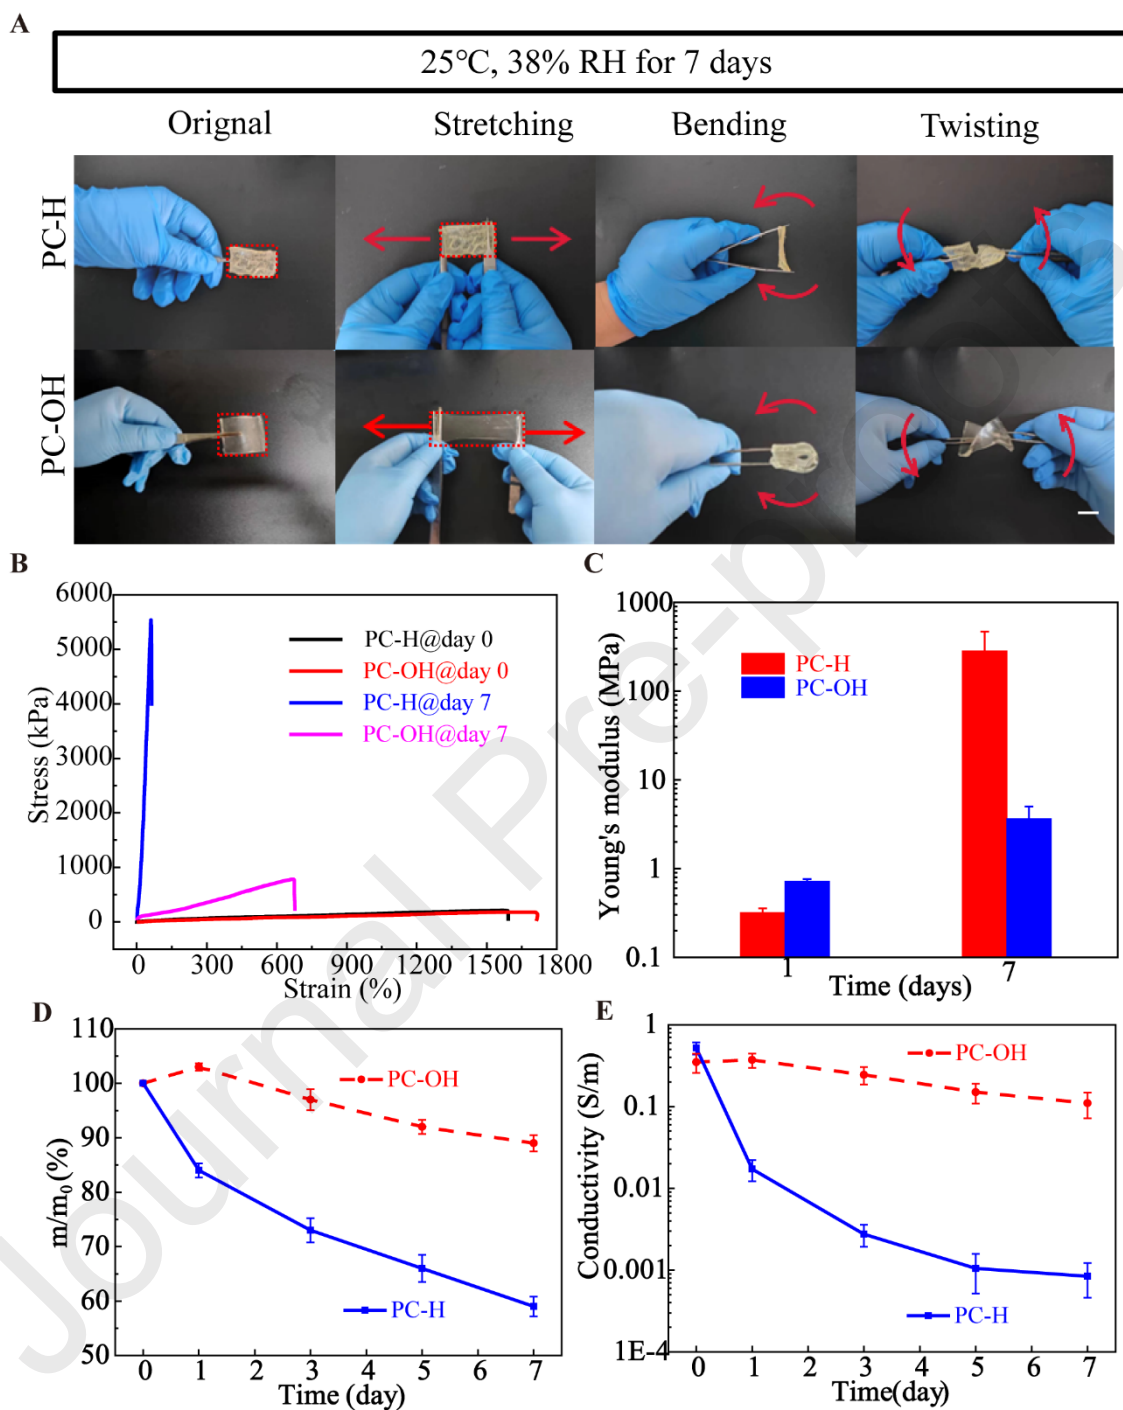 A
25°C, 38% RH for 7 days
Orignal
Stretching
Bending
Twisting
PC-H
PC-OH
B
6000
5000
4000
3000
2000
1000
0
Stress (kPa)
PC-H@day 0
PC-OH@day 0
PC-H@day 7
PC-OH@day 7
0 300 600 900 1200 1500 1800
Strain (%)
C
1000
100
10
1
0.1
Young's modulus (MPa)
PC-H
PC-OH
1 7
Time (days)
D
110
100
90
80
70
60
50
m/m₀(%)
PC-OH
PC-H
0 1 2 3 4 5 6 7
Time (day)
E
1
0.1
0.01
0.001
1E-4
Conductivity (S/m)
PC-OH
PC-H
0 1 2 3 4 5 6 7
Time(day)
Journal Pre-proofs